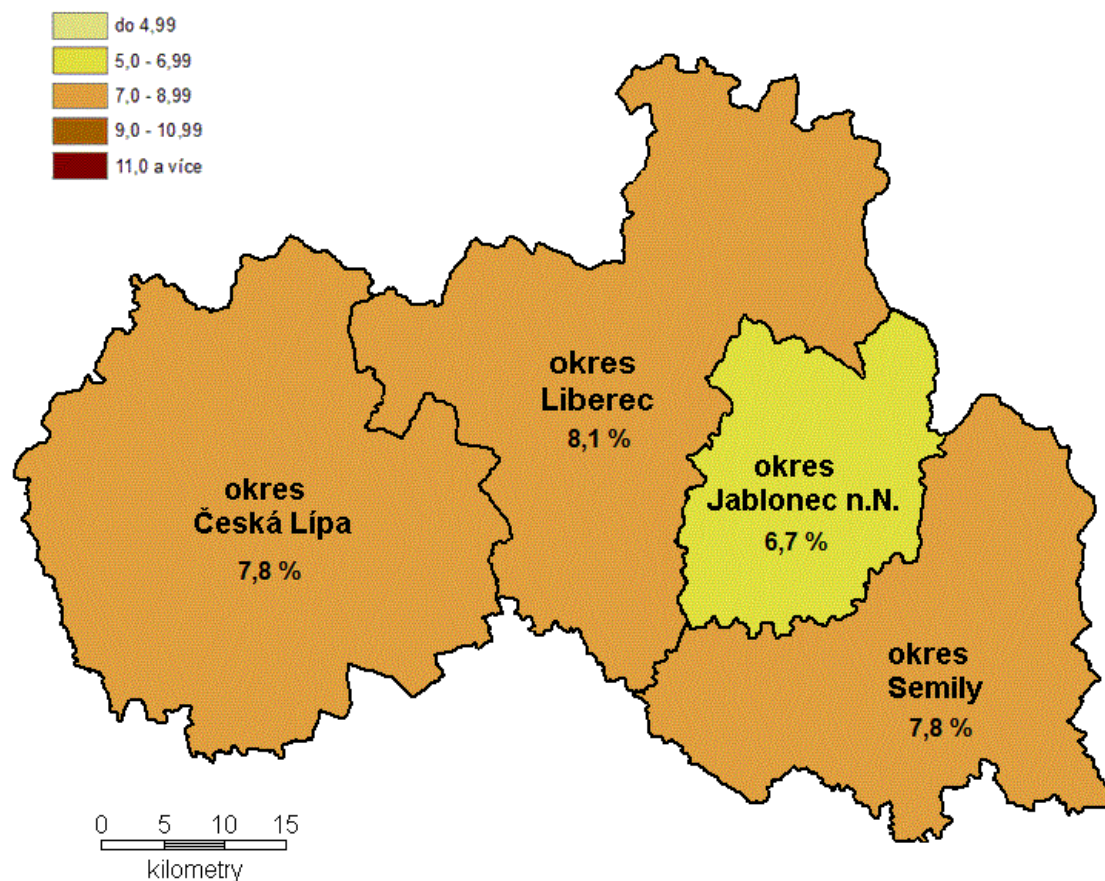 do 4,99
5,0 - 6,99
7,0 - 8,99
9,0 - 10,99
11,0 a více
okres
Liberec
8,1 %
okres
Jablonec n.N.
6,7 %
okres
Česká Lípa
7,8 %
okres
Semily
7,8 %
0 5 10 15
kilometry